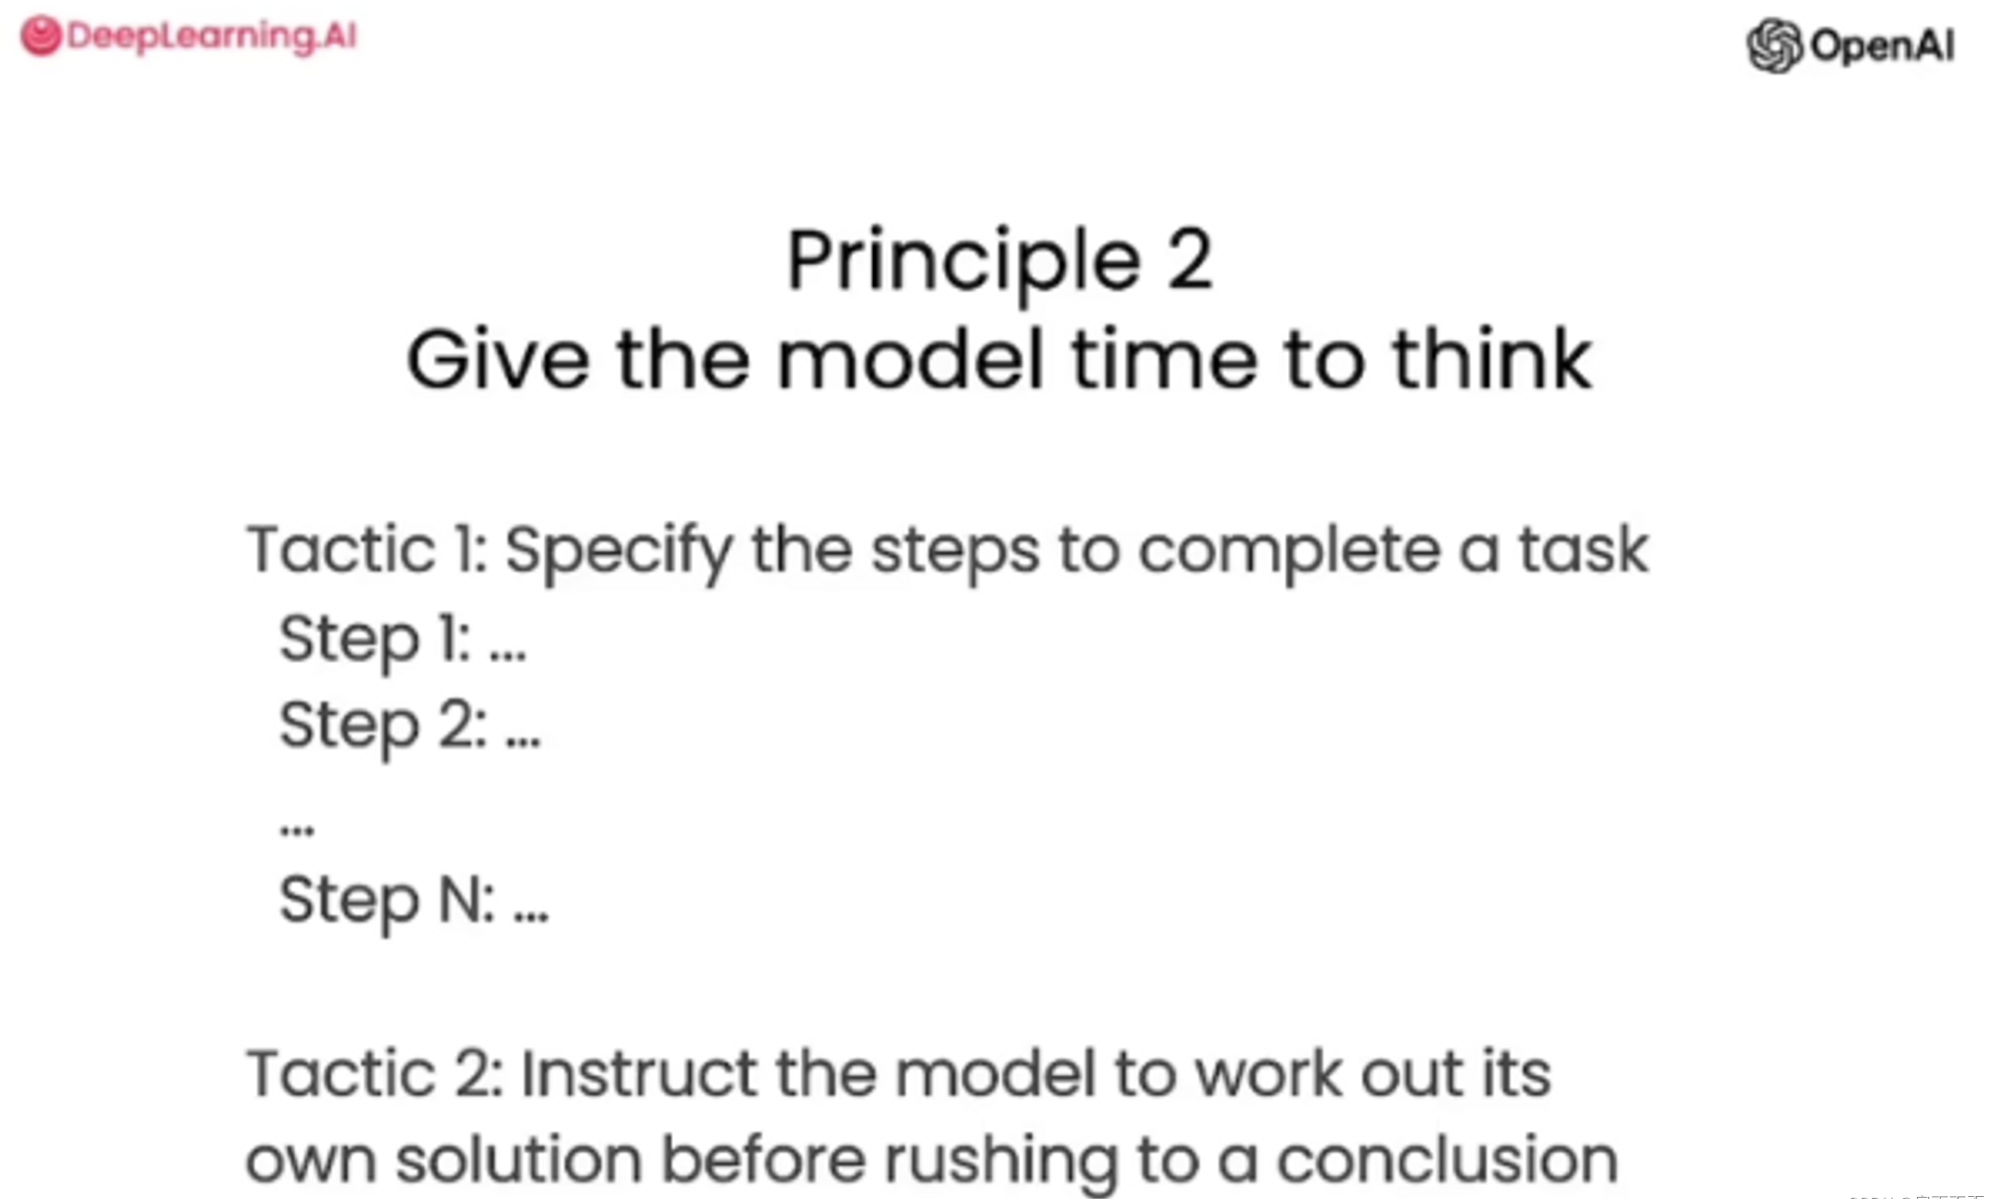 DeepLearning.AI
OpenAI
Principle 2
Give the model time to think
Tactic 1: Specify the steps to complete a task
Step 1: ...
Step 2: ...
...
Step N: ...
Tactic 2: Instruct the model to work out its
own solution before rushing to a conclusion